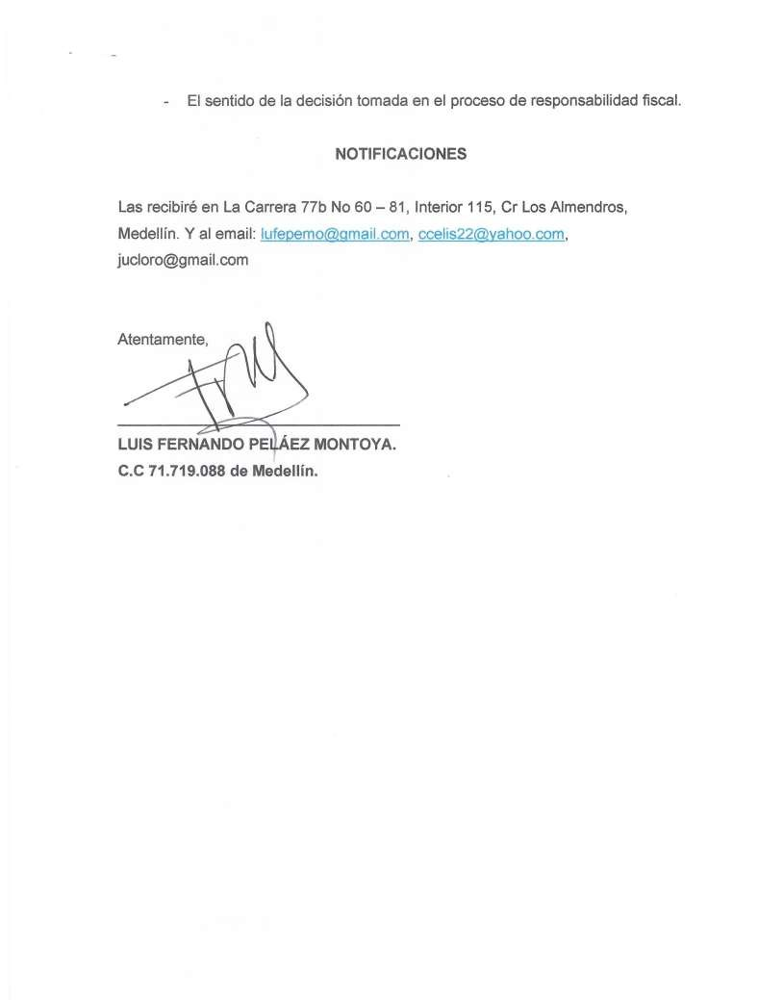 - El sentido de la decisión tomada en el proceso de responsabilidad fiscal.
NOTIFICACIONES
Las recibiré en La Carrera 77b No 60 – 81, Interior 115, Cr Los Almendros,
Medellín. Y al email: lufepemo@gmail.com, ccelis22@yahoo.com,
jucloro@gmail.com
Atentamente,
LUIS FERNANDO PELÁEZ MONTOYA.
C.C 71.719.088 de Medellín.